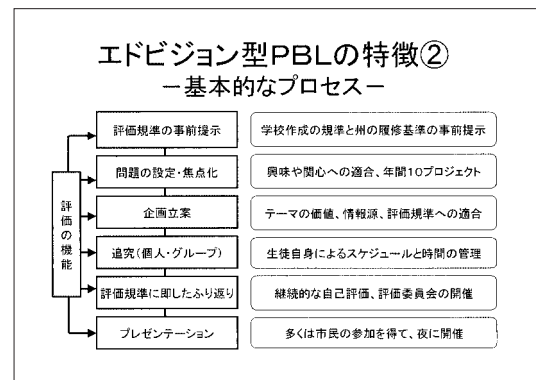 エドビジョン型PBLの特徴②
－基本的なプロセス－
評価の機能
評価規準の事前提示
学校作成の規準と州の履修基準の事前提示
問題の設定・焦点化
興味や関心への適合、年間10プロジェクト
企画立案
テーマの価値、情報源、評価規準への適合
追究(個人・グループ)
生徒自身によるスケジュールと時間の管理
評価規準に即したふり返り
継続的な自己評価、評価委員会の開催
プレゼンテーション
多くは市民の参加を得て、夜に開催